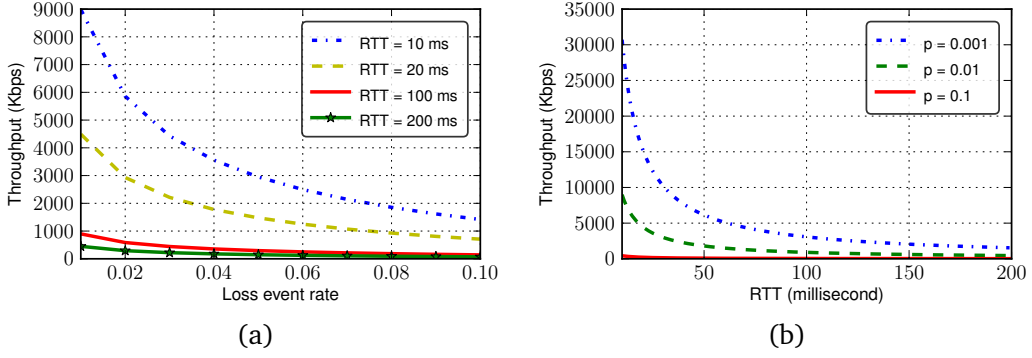 9000
8000
7000
6000
5000
4000
3000
2000
1000
0
Throughput (Kbps)
RTT = 10 ms
RTT = 20 ms
RTT = 100 ms
RTT = 200 ms
0.02 0.04 0.06 0.08 0.10
Loss event rate
(a)
35000
30000
25000
20000
15000
10000
5000
0
Throughput (Kbps)
p = 0.001
p = 0.01
p = 0.1
50 100 150 200
RTT (millisecond)
(b)